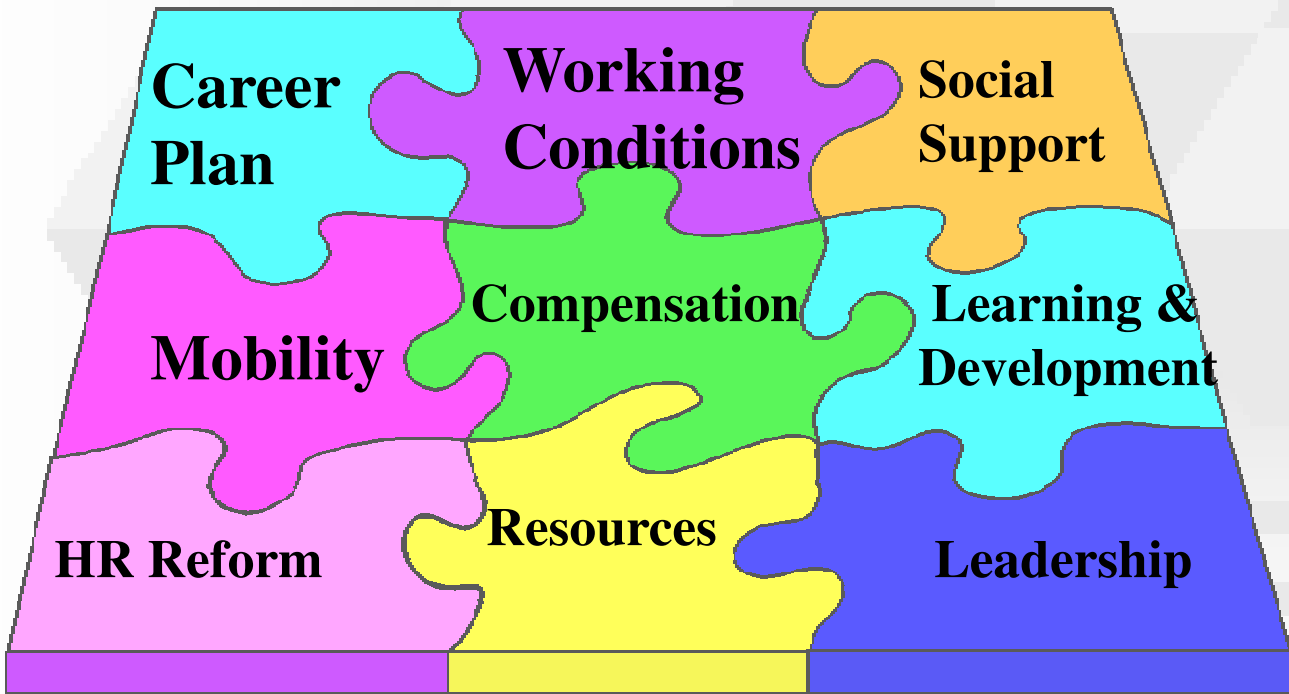 Career
Plan
Working
Conditions
Social
Support
Mobility
Compensation
Learning &
Development
HR Reform
Resources
Leadership